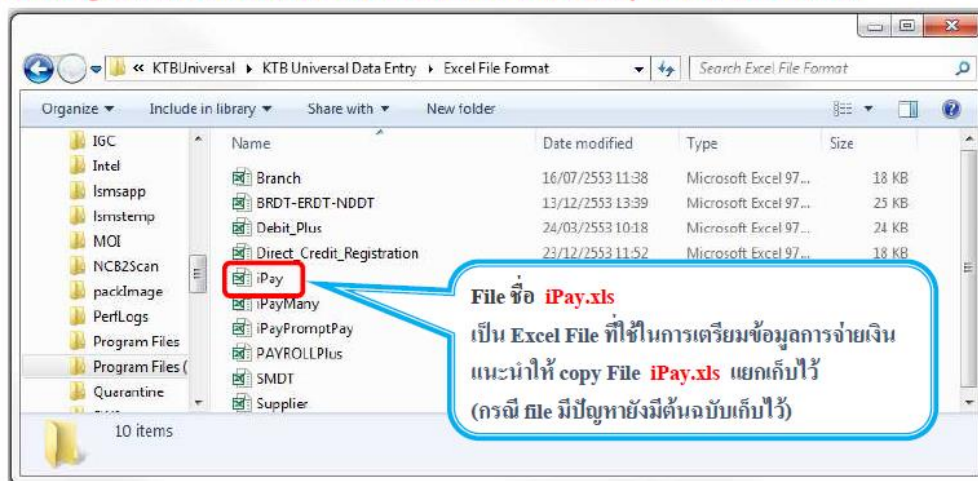 « KTBUniversal ▸ KTB Universal Data Entry ▸ Excel File Format
Search Excel File Format
Organize Include in library Share with New folder
Name Date modified Type Size
IGC
Intel
lsmsapp
lsmstemp
MOI
NCB2Scan
packImage
PerfLogs
Program Files
Program Files (
Quarantine
Branch 16/07/2553 11:38 Microsoft Excel 97... 18 KB
BRDT-ERDT-NDDT 13/12/2553 13:39 Microsoft Excel 97... 25 KB
Debit_Plus 24/03/2553 10:18 Microsoft Excel 97... 24 KB
Direct_Credit_Registration 23/12/2553 11:52 Microsoft Excel 97... 18 KB
iPay
iPayMany
iPayPromptPay
PAYROLLPlus
SMDT
Supplier
File ชื่อ iPay.xls
เป็น Excel File ที่ใช้ในการเตรียมข้อมูลการจ่ายเงิน
แนะนำให้ copy File iPay.xls แยกเก็บไว้
(กรณี file มีปัญหายังมีต้นฉบับเก็บไว้)
10 items